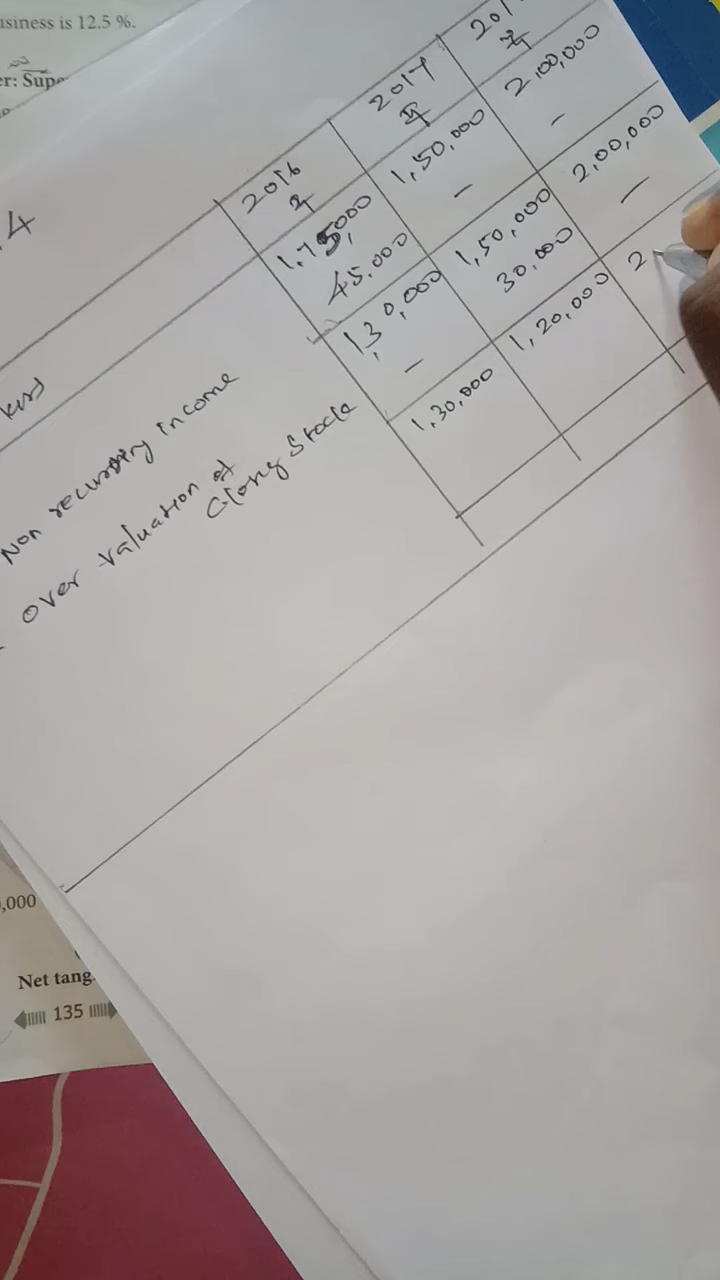 usiness is 12.5 %.
er: Supe
.4
2016 2017 201
₹ ₹ ₹
1,75,000 1,50,000 2,00,000
45,000 – –
1,30,000 1,50,000 2,00,000
Non recurring income
– 30,000 –
over valuation of
Closing Stock
1,30,000 1,20,000 2
,000
Net tang
135